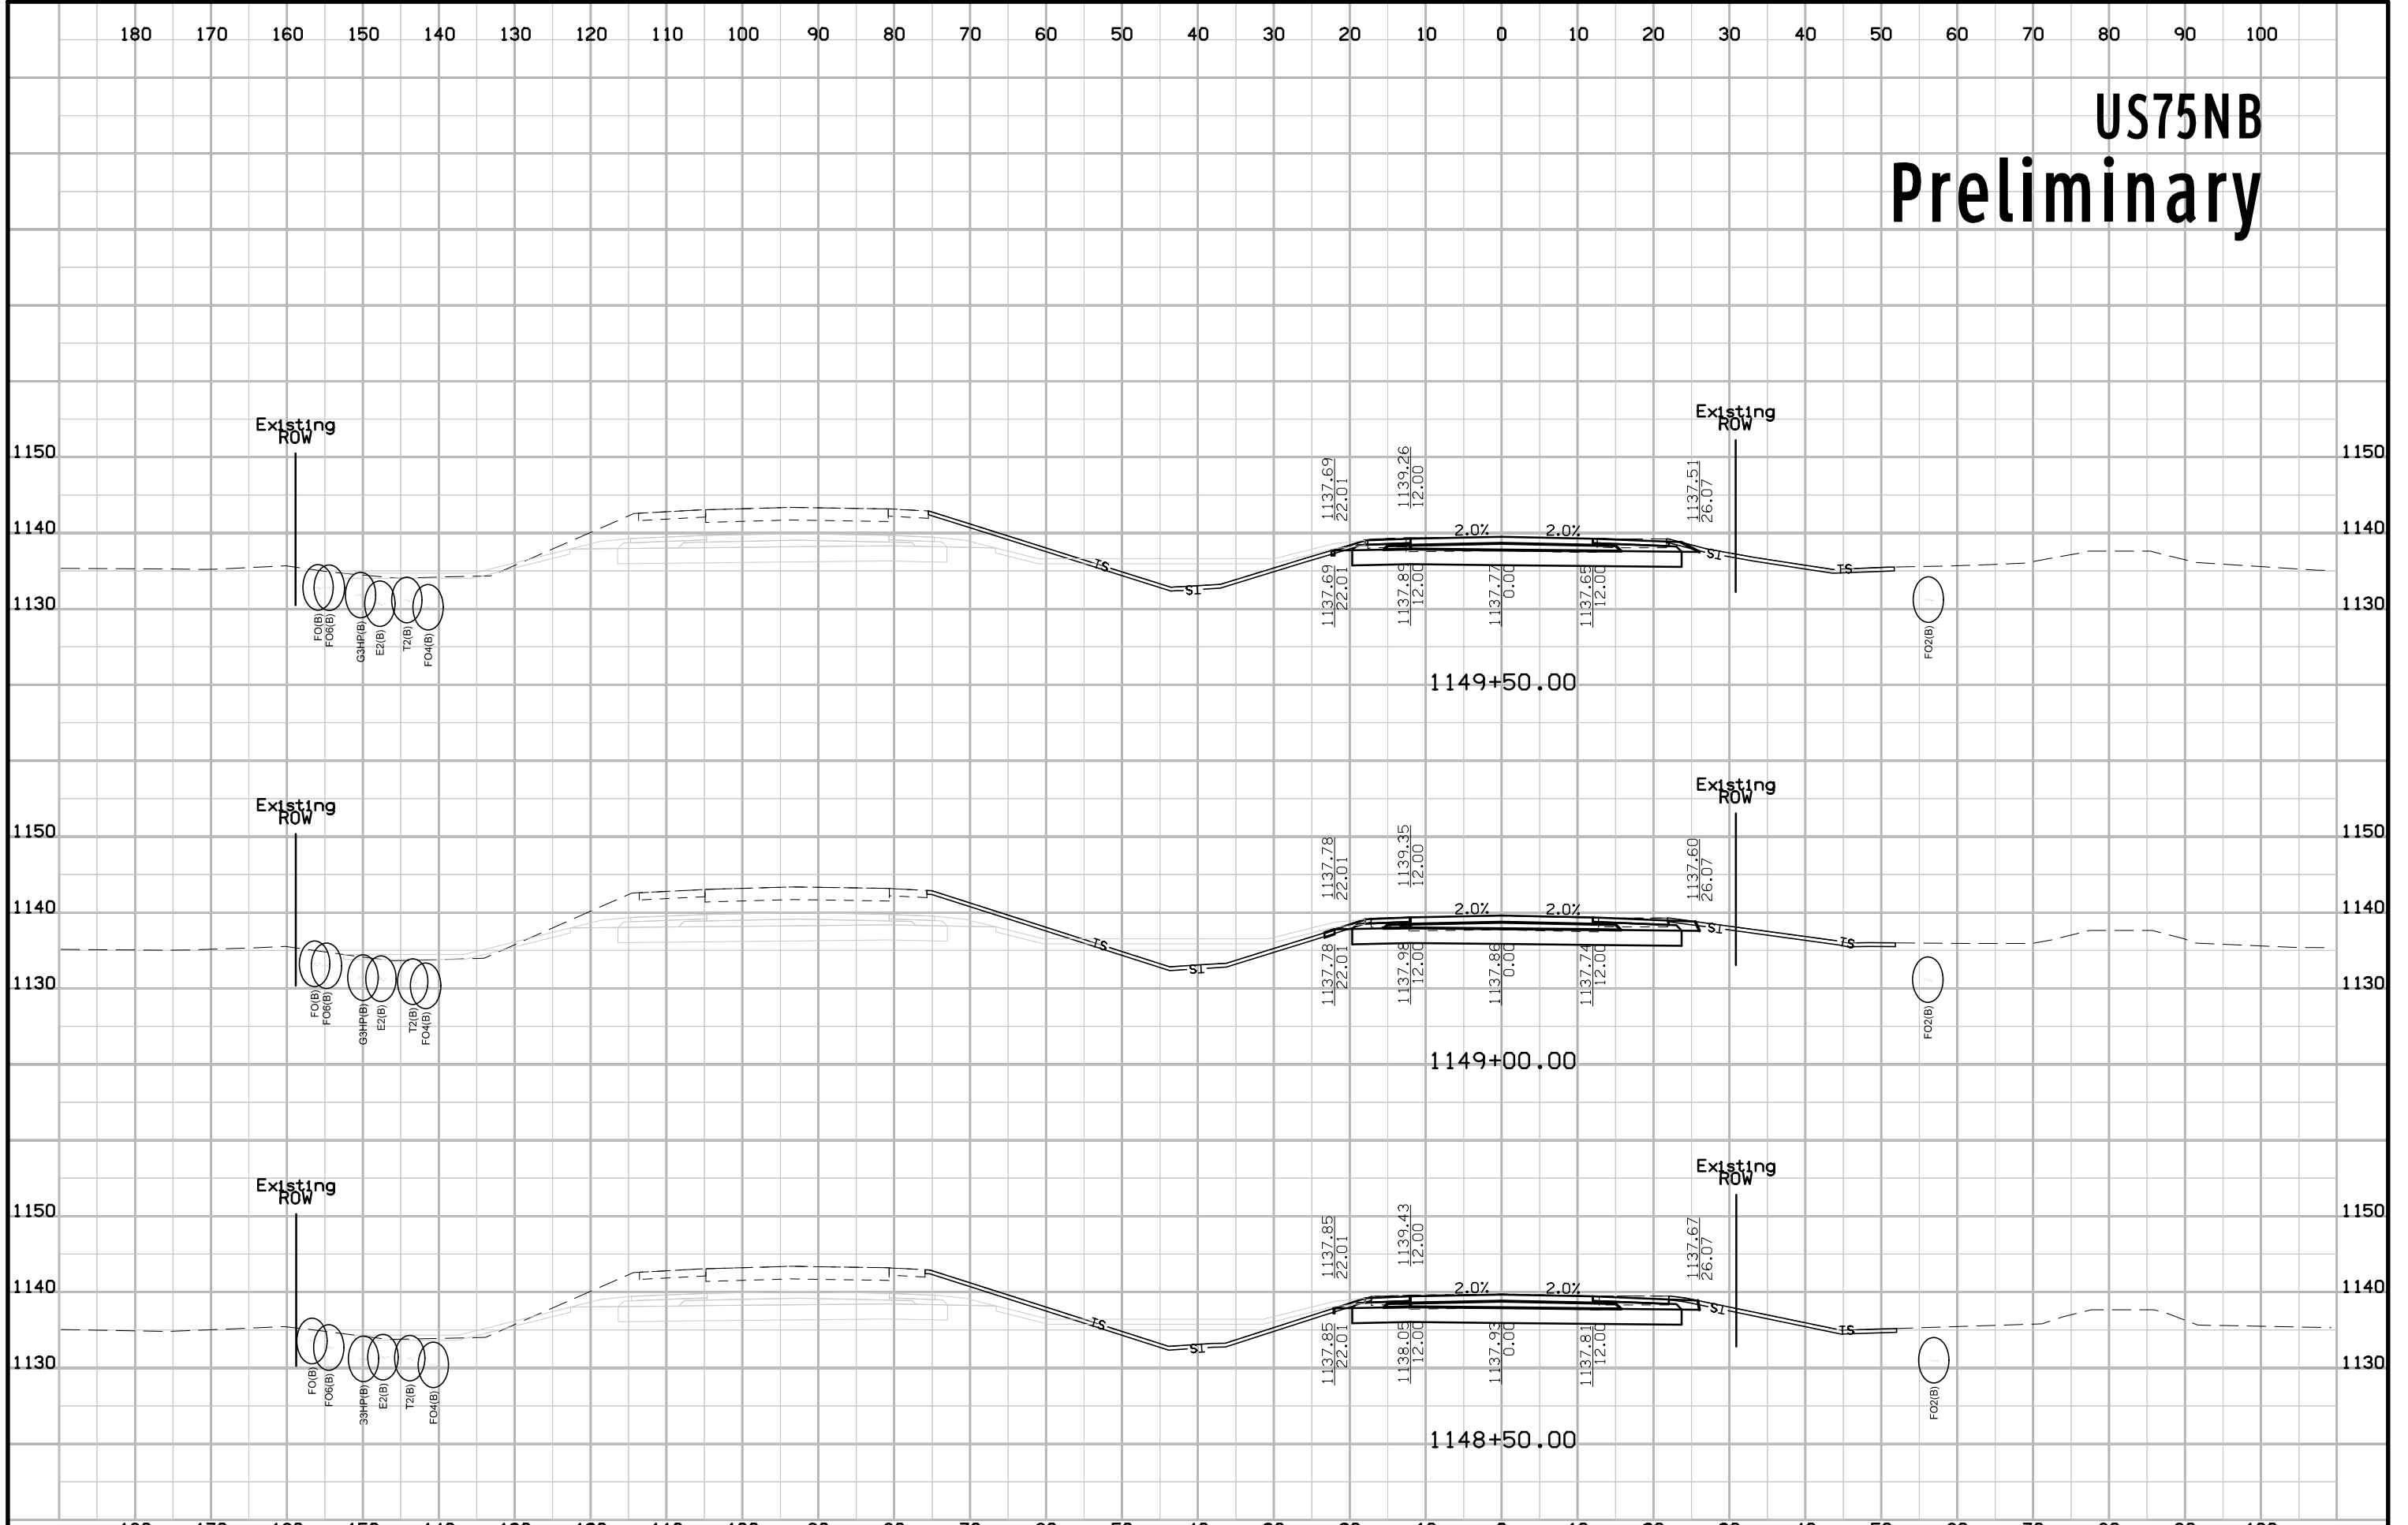 180 170 160 150 140 130 120 110 100 90 80 70 60 50 40 30 20 10 0 10 20 30 40 50 60 70 80 90 100
US75NB
Preliminary
Existing
ROW
Existing
ROW
1150 1150
1137.69
22.01
1139.26
12.00
1137.51
26.07
1140 1140
2.0% 2.0%
TS S1 S1 TS
1130 1130
FO(B)
FO6(B)
G3HP(B)
E2(B)
T2(B)
FO4(B)
1137.69
22.01
1137.89
12.00
1137.77
0.00
1137.65
12.00
FO2(B)
1149+50.00
Existing
ROW
Existing
ROW
1150 1150
1137.78
22.01
1139.35
12.00
1137.60
26.07
1140 1140
2.0% 2.0%
TS S1 S1 TS
1130 1130
FO(B)
FO6(B)
G3HP(B)
E2(B)
T2(B)
FO4(B)
1137.78
22.01
1137.98
12.00
1137.86
0.00
1137.74
12.00
FO2(B)
1149+00.00
Existing
ROW
Existing
ROW
1150 1150
1137.85
22.01
1139.43
12.00
1137.67
26.07
1140 1140
2.0% 2.0%
TS S1 S1 TS
1130 1130
FO(B)
FO6(B)
G3HP(B)
E2(B)
T2(B)
FO4(B)
1137.85
22.01
1138.05
12.00
1137.93
0.00
1137.81
12.00
FO2(B)
1148+50.00